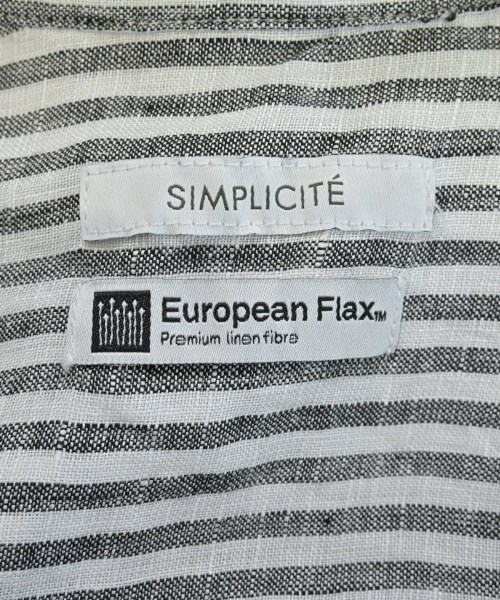 SIMPLICITÉ
European Flax™
Premium linen fibre